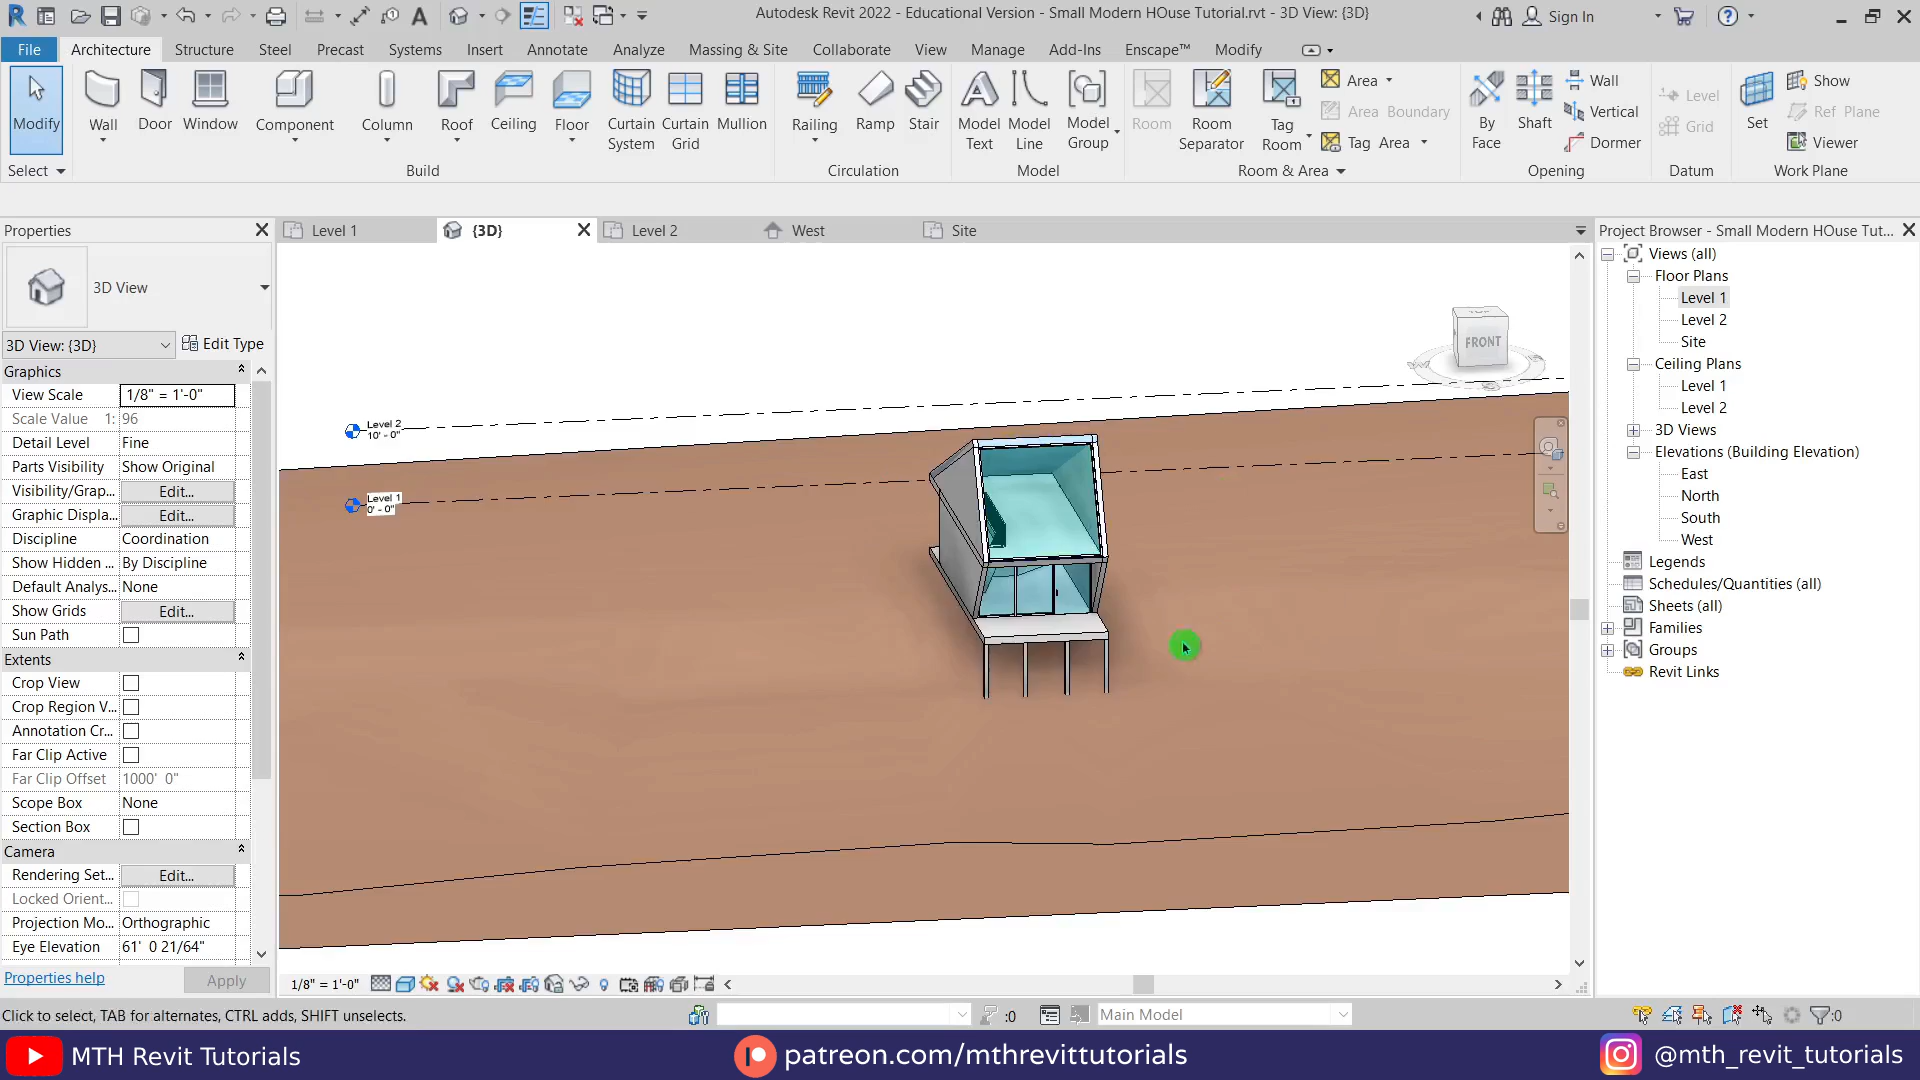 Autodesk Revit 2022 - Educational Version - Small Modern HOuse Tutorial.rvt - 3D View: {3D}
Sign In
File Architecture Structure Steel Precast Systems Insert Annotate Analyze Massing & Site Collaborate View Manage Add-Ins Enscape™ Modify
Modify Wall Door Window Component Column Roof Ceiling Floor Curtain System Curtain Grid Mullion Railing Ramp Stair Model Text Model Line Model Group Room Room Separator Tag Room Area Area Boundary Tag Area By Face Shaft Wall Vertical Dormer Level Grid Set Show Ref Plane Viewer
Select Build Circulation Model Room & Area Opening Datum Work Plane
Properties
Level 1 {3D} Level 2 West Site
Project Browser - Small Modern HOuse Tut...
3D View
3D View: {3D} Edit Type
Graphics
View Scale 1/8" = 1'-0"
Scale Value 1: 96
Detail Level Fine
Parts Visibility Show Original
Visibility/Grap... Edit...
Graphic Displa... Edit...
Discipline Coordination
Show Hidden ... By Discipline
Default Analys... None
Show Grids Edit...
Sun Path
Extents
Crop View
Crop Region V...
Annotation Cr...
Far Clip Active
Far Clip Offset 1000' 0"
Scope Box None
Section Box
Camera
Rendering Set... Edit...
Locked Orient...
Projection Mo... Orthographic
Eye Elevation 61' 0 21/64"
Properties help Apply
Level 2
10' - 0"
Level 1
0' - 0"
TOP
FRONT
Views (all)
Floor Plans
Level 1
Level 2
Site
Ceiling Plans
Level 1
Level 2
3D Views
Elevations (Building Elevation)
East
North
South
West
Legends
Schedules/Quantities (all)
Sheets (all)
Families
Groups
Revit Links
1/8" = 1'-0"
Click to select, TAB for alternates, CTRL adds, SHIFT unselects.
:0
Main Model
:0
MTH Revit Tutorials
patreon.com/mthrevittutorials
@mth_revit_tutorials